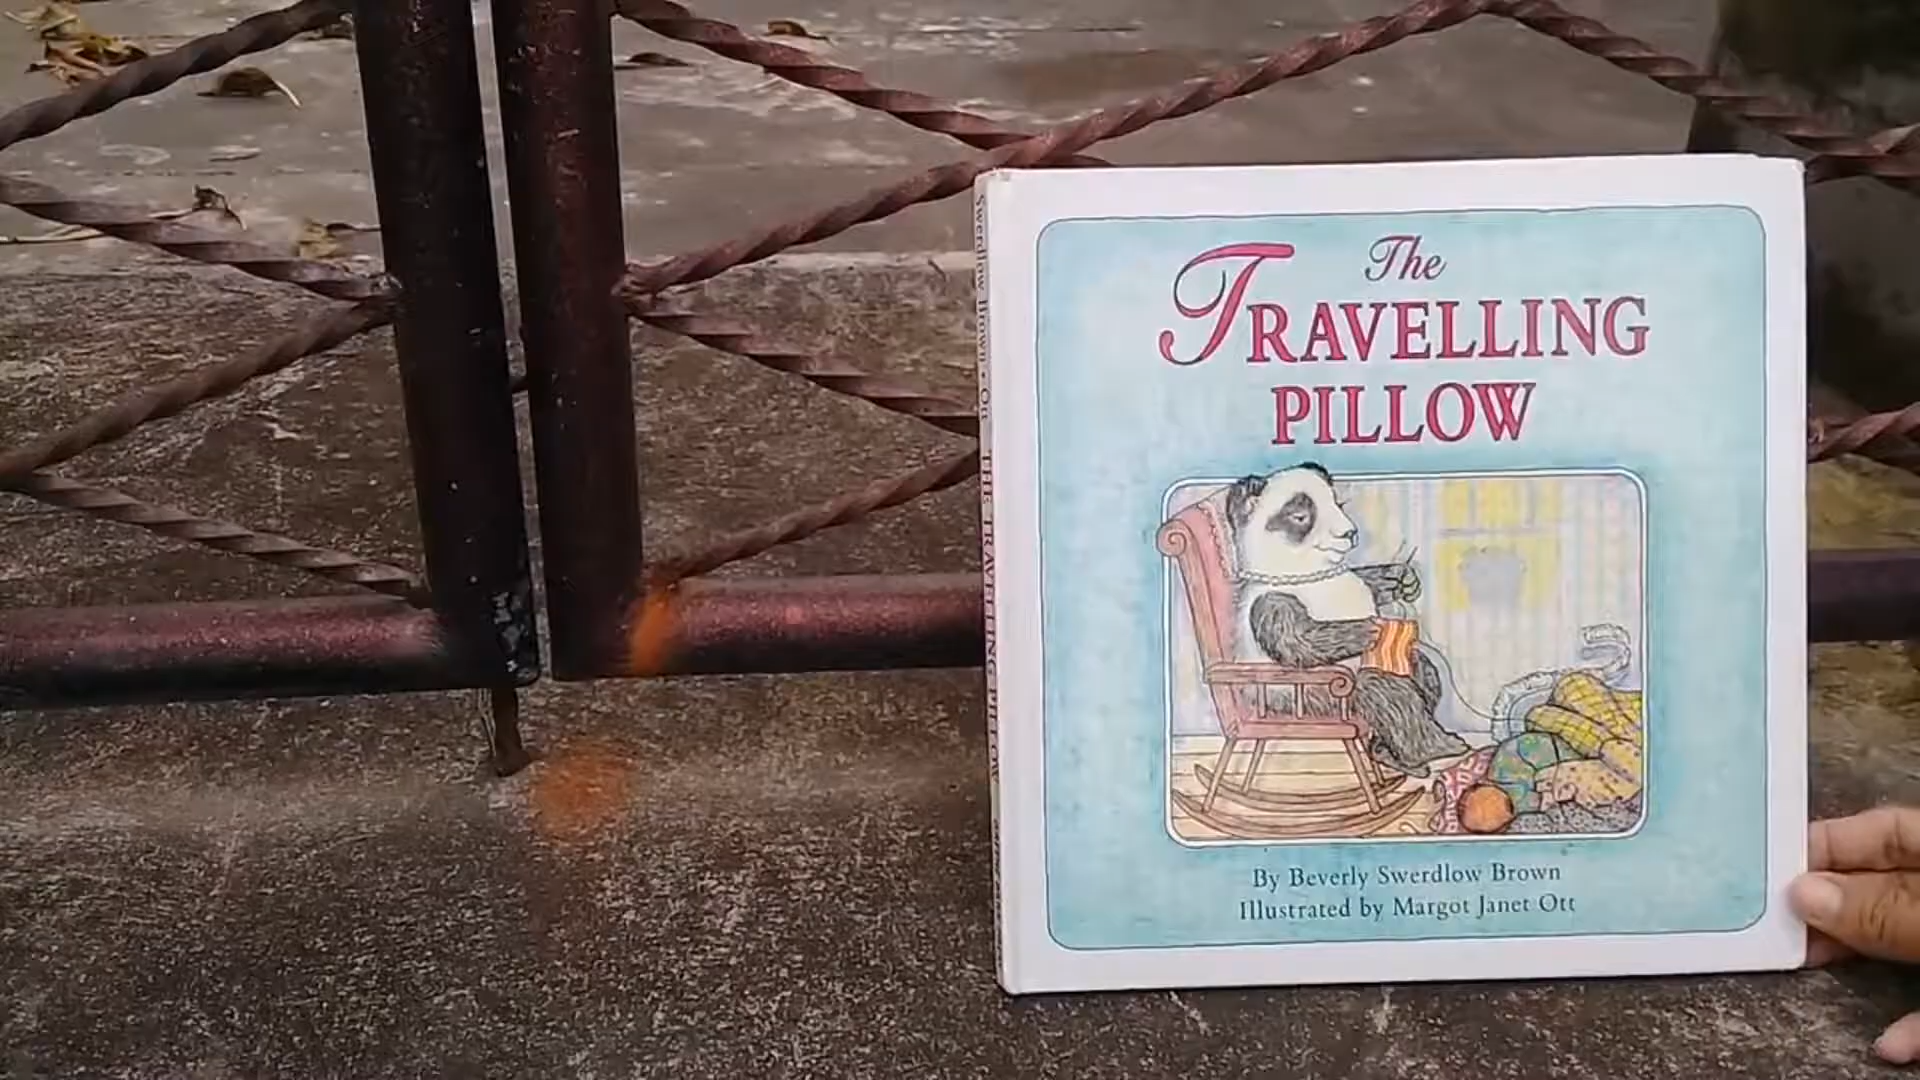 The
TRAVELLING
PILLOW
By Beverly Swerdlow Brown
Illustrated by Margot Janet Ott
Swerdlow Brown • Ott THE TRAVELLING PILLOW